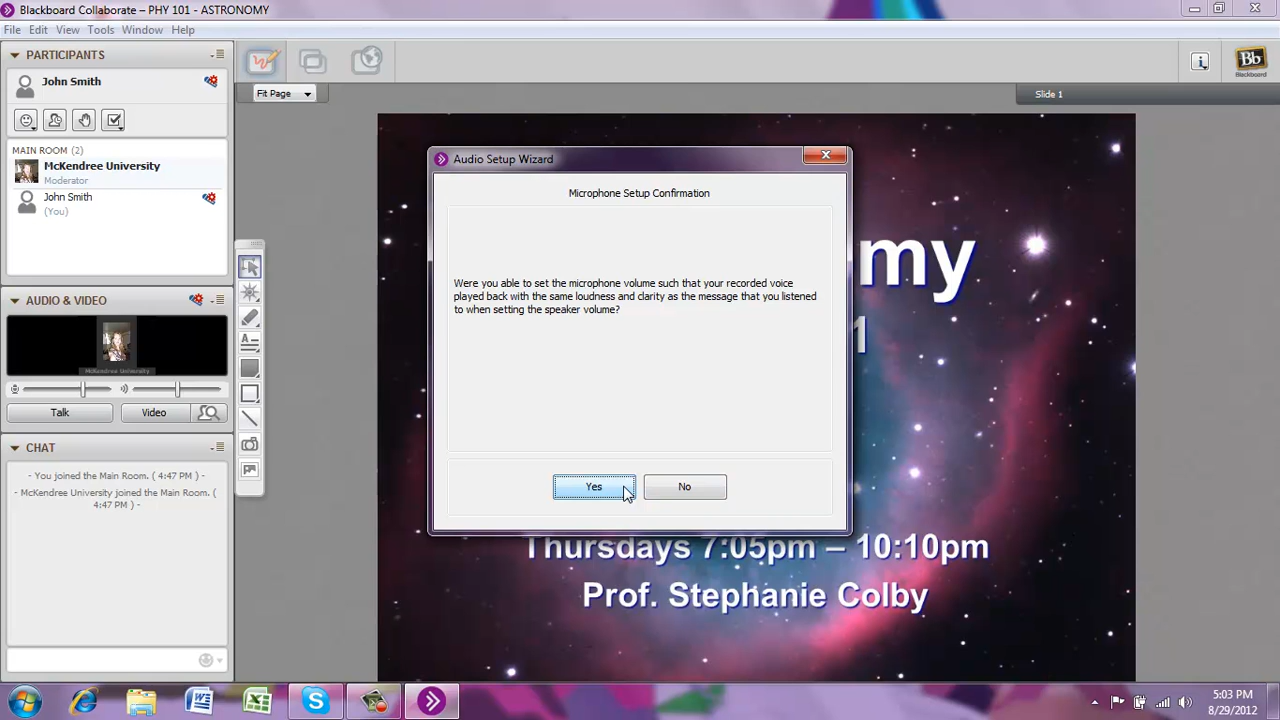 Blackboard Collaborate – PHY 101 - ASTRONOMY
File Edit View Tools Window Help
PARTICIPANTS
John Smith
MAIN ROOM (2)
McKendree University
Moderator
John Smith
(You)
AUDIO & VIDEO
McKendree University
Talk Video
CHAT
- You joined the Main Room. ( 4:47 PM ) -
- McKendree University joined the Main Room. (
4:47 PM ) -
Fit Page
Slide 1
Bb
Blackboard
Audio Setup Wizard
Microphone Setup Confirmation
Were you able to set the microphone volume such that your recorded voice
played back with the same loudness and clarity as the message that you listened
to when setting the speaker volume?
Yes No
my
1
Thursdays 7:05pm – 10:10pm
Prof. Stephanie Colby
5:03 PM
8/29/2012